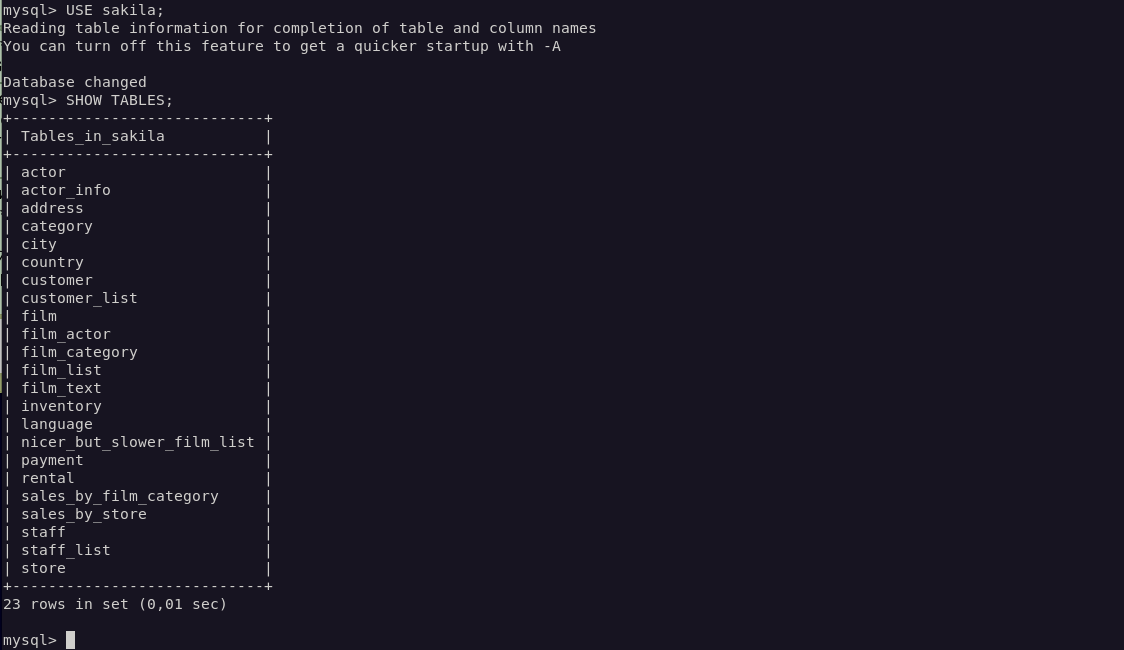 mysql> USE sakila;
Reading table information for completion of table and column names
You can turn off this feature to get a quicker startup with -A

Database changed
mysql> SHOW TABLES;
+----------------------------+
| Tables_in_sakila           |
+----------------------------+
| actor                      |
| actor_info                 |
| address                    |
| category                   |
| city                       |
| country                    |
| customer                   |
| customer_list              |
| film                       |
| film_actor                 |
| film_category              |
| film_list                  |
| film_text                  |
| inventory                  |
| language                   |
| nicer_but_slower_film_list |
| payment                    |
| rental                     |
| sales_by_film_category     |
| sales_by_store             |
| staff                      |
| staff_list                 |
| store                      |
+----------------------------+
23 rows in set (0,01 sec)

mysql>